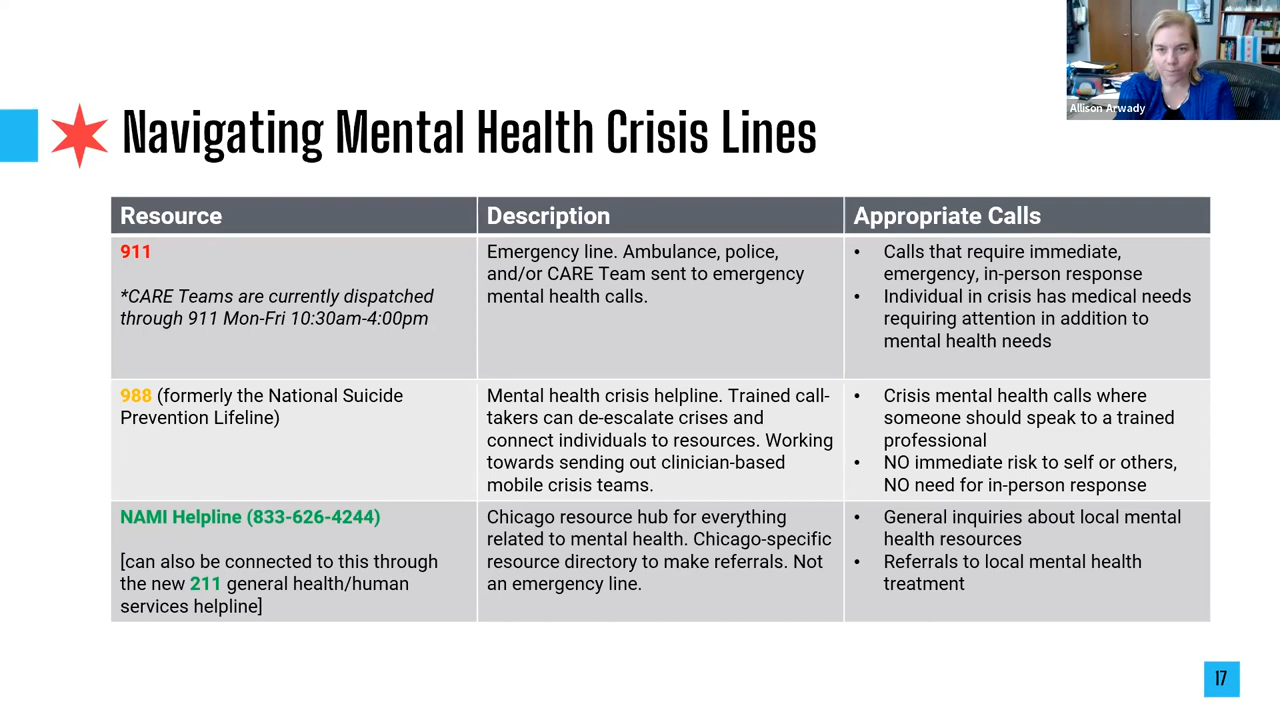 Allison Arwady
Navigating Mental Health Crisis Lines
Resource
Description
Appropriate Calls
911
*CARE Teams are currently dispatched
through 911 Mon-Fri 10:30am-4:00pm
Emergency line. Ambulance, police,
and/or CARE Team sent to emergency
mental health calls.
• Calls that require immediate,
emergency, in-person response
• Individual in crisis has medical needs
requiring attention in addition to
mental health needs
988 (formerly the National Suicide
Prevention Lifeline)
Mental health crisis helpline. Trained call-
takers can de-escalate crises and
connect individuals to resources. Working
towards sending out clinician-based
mobile crisis teams.
• Crisis mental health calls where
someone should speak to a trained
professional
• NO immediate risk to self or others,
NO need for in-person response
NAMI Helpline (833-626-4244)
[can also be connected to this through
the new 211 general health/human
services helpline]
Chicago resource hub for everything
related to mental health. Chicago-specific
resource directory to make referrals. Not
an emergency line.
• General inquiries about local mental
health resources
• Referrals to local mental health
treatment
17